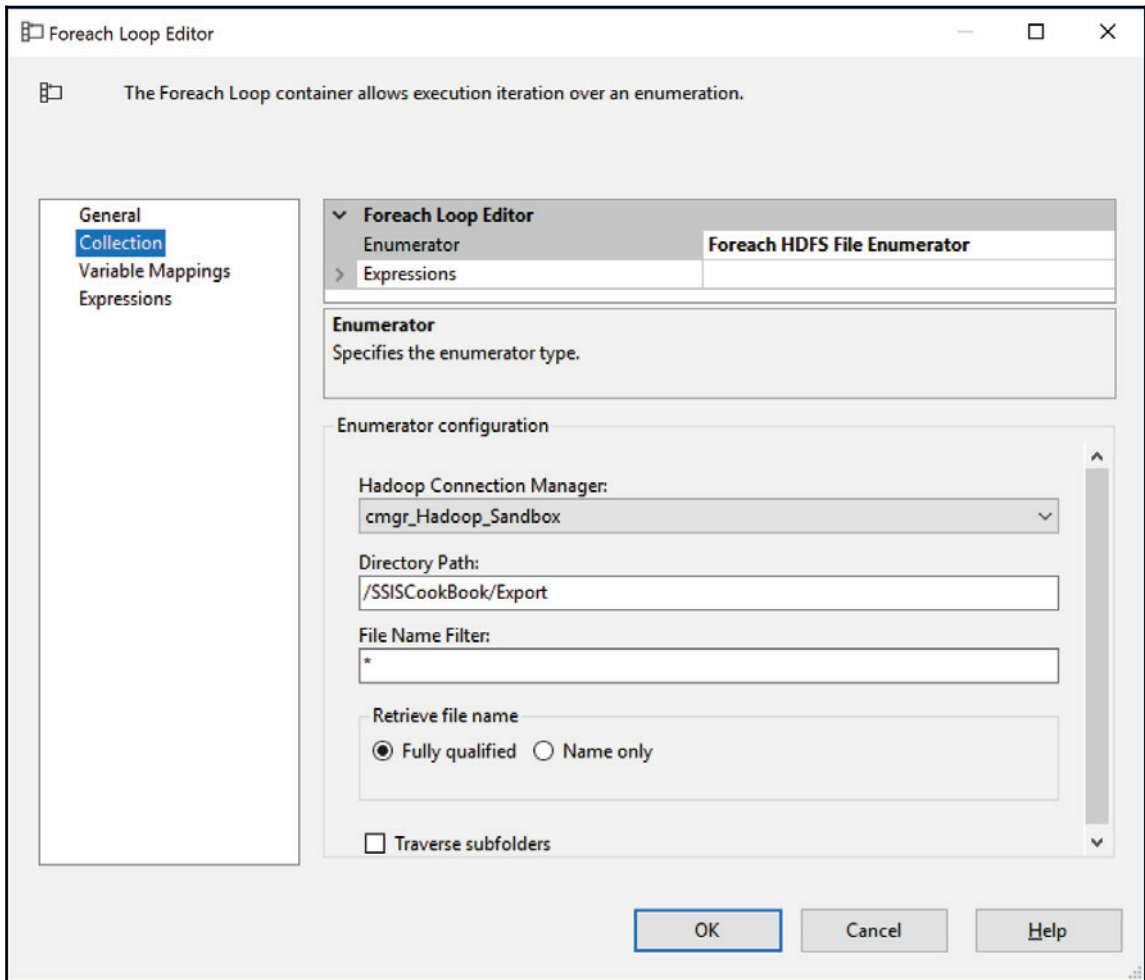 Foreach Loop Editor
The Foreach Loop container allows execution iteration over an enumeration.
General
Collection
Variable Mappings
Expressions
Foreach Loop Editor
Enumerator Foreach HDFS File Enumerator
Expressions
Enumerator
Specifies the enumerator type.
Enumerator configuration
Hadoop Connection Manager:
cmgr_Hadoop_Sandbox
Directory Path:
/SSISCookBook/Export
File Name Filter:
*
Retrieve file name
Fully qualified Name only
Traverse subfolders
OK Cancel Help